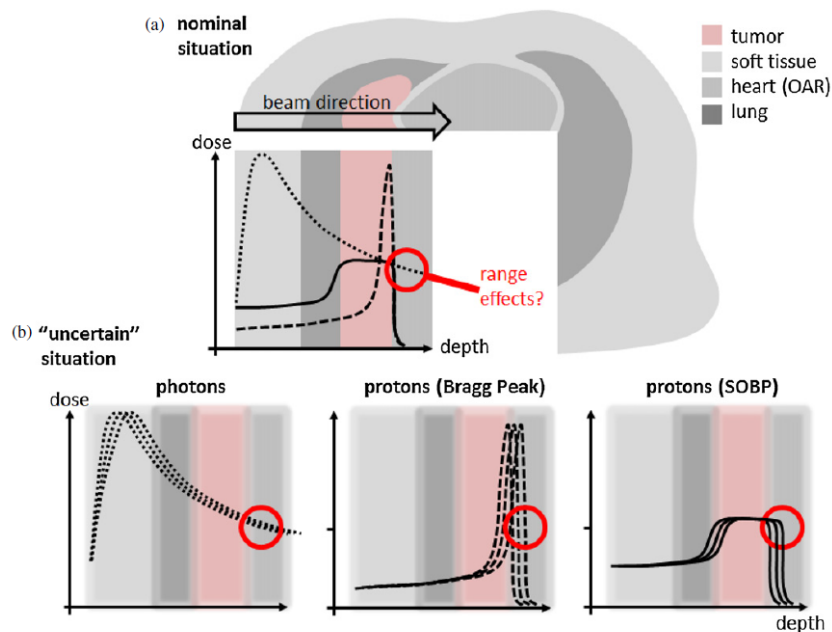 (a) nominal
situation
tumor
soft tissue
heart (OAR)
lung
beam direction
dose
range
effects?
depth
(b) "uncertain"
situation
photons
protons (Bragg Peak)
protons (SOBP)
dose
depth